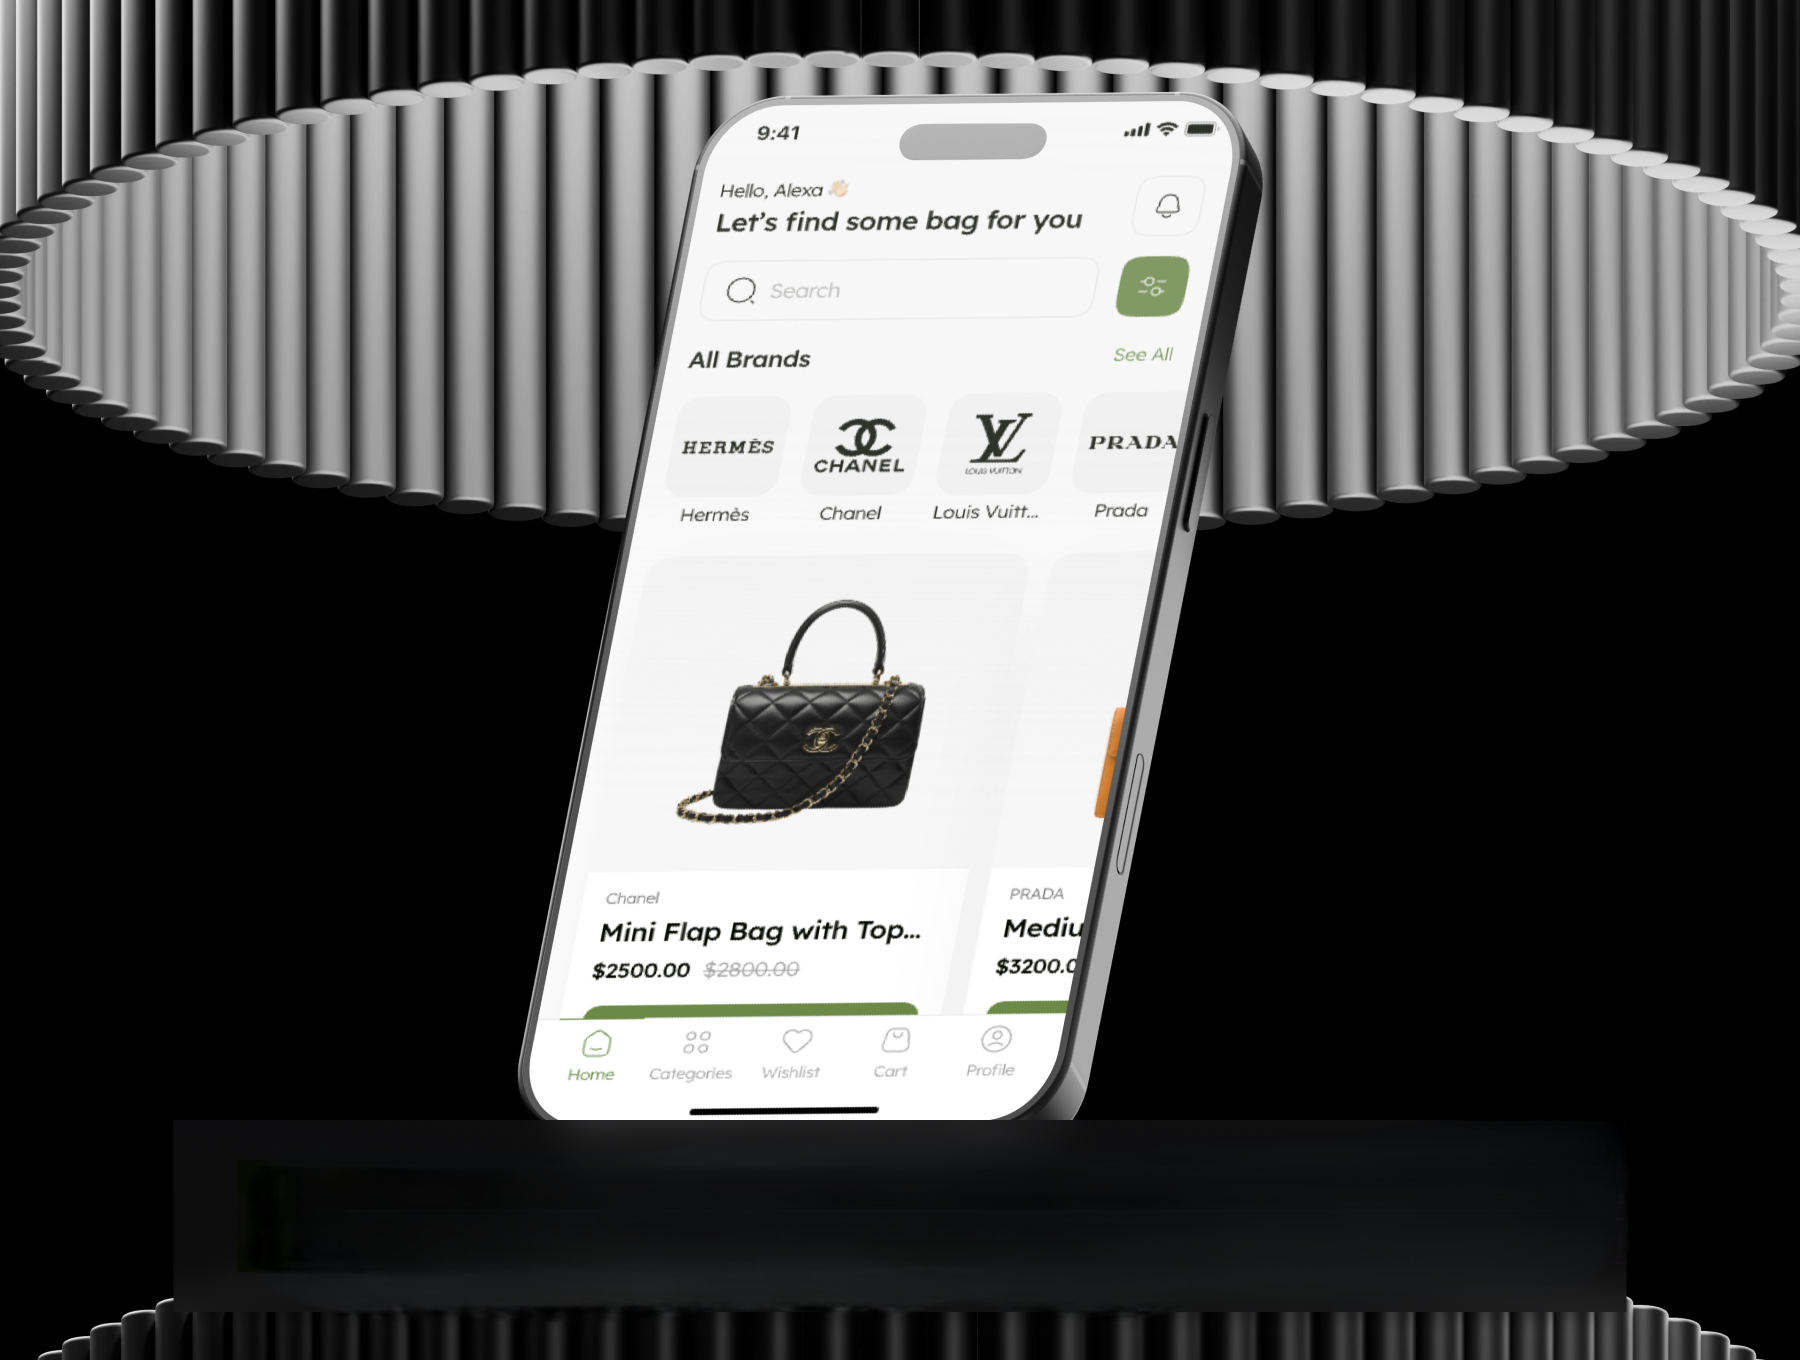 9:41
Hello, Alexa 👋🏻
Let's find some bag for you
Search
All Brands
See All
HERMÈS
CHANEL
LV
LOUIS VUITTON
PRADA
Hermès
Chanel
Louis Vuitt...
Prada
Chanel
Mini Flap Bag with Top...
$2500.00 $2800.00
PRADA
Mediu
$3200.0
Home
Categories
Wishlist
Cart
Profile